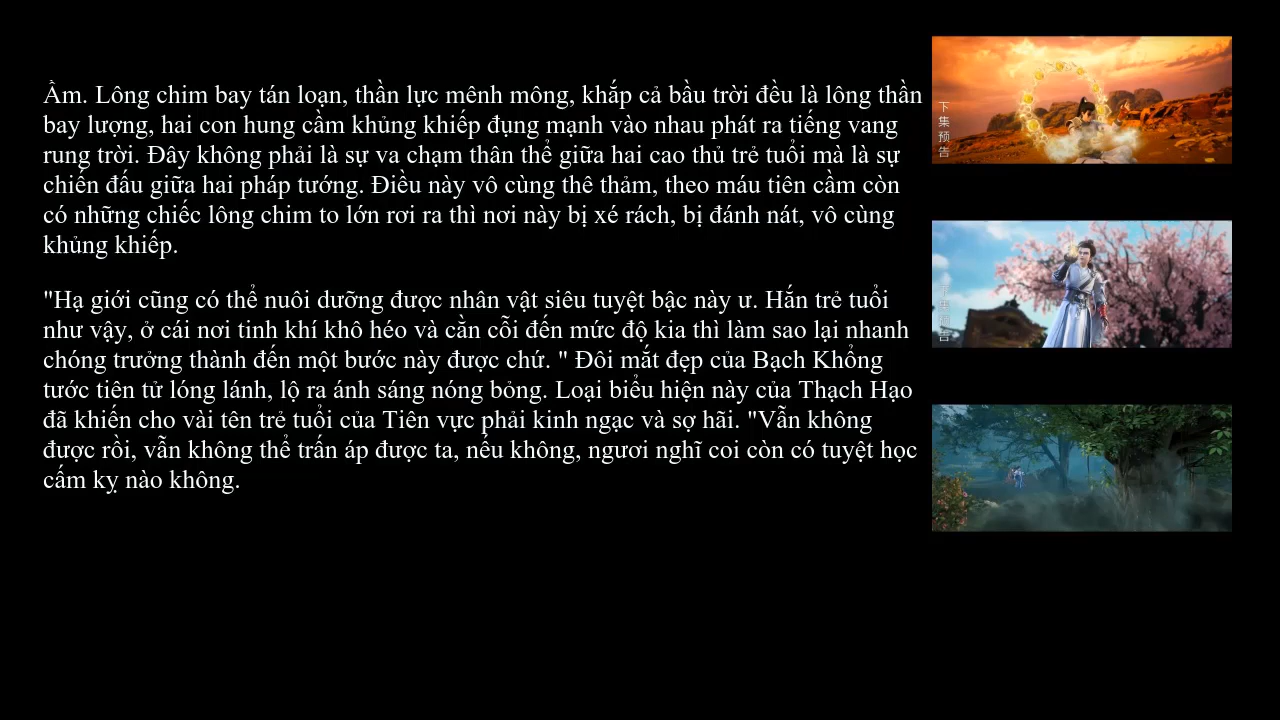 Ầm. Lông chim bay tán loạn, thần lực mênh mông, khắp cả bầu trời đều là lông thần
bay lượng, hai con hung cầm khủng khiếp đụng mạnh vào nhau phát ra tiếng vang
rung trời. Đây không phải là sự va chạm thân thể giữa hai cao thủ trẻ tuổi mà là sự
chiến đấu giữa hai pháp tướng. Điều này vô cùng thê thảm, theo máu tiên cầm còn
có những chiếc lông chim to lớn rơi ra thì nơi này bị xé rách, bị đánh nát, vô cùng
khủng khiếp.
"Hạ giới cũng có thể nuôi dưỡng được nhân vật siêu tuyệt bậc này ư. Hắn trẻ tuổi
như vậy, ở cái nơi tinh khí khô héo và cằn cỗi đến mức độ kia thì làm sao lại nhanh
chóng trưởng thành đến một bước này được chứ. " Đôi mắt đẹp của Bạch Khổng
tước tiên tử lóng lánh, lộ ra ánh sáng nóng bỏng. Loại biểu hiện này của Thạch Hạo
đã khiến cho vài tên trẻ tuổi của Tiên vực phải kinh ngạc và sợ hãi. "Vẫn không
được rồi, vẫn không thể trấn áp được ta, nếu không, ngươi nghĩ coi còn có tuyệt học
cấm kỵ nào không.
下集预告
下集预告